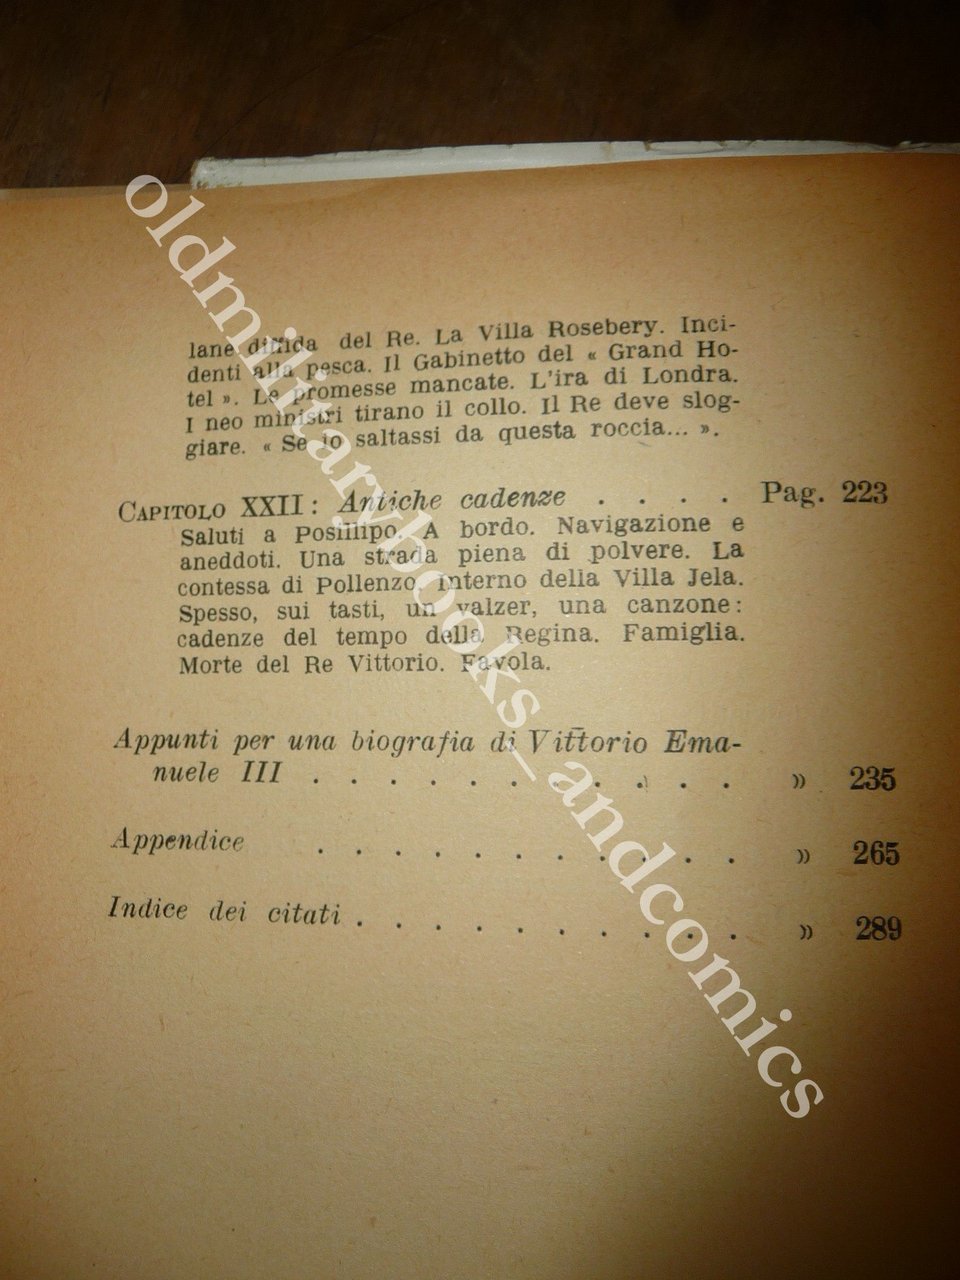 lane diffida del Re. La Villa Rosebery. Inci-
denti alla pesca. Il Gabinetto del « Grand Ho-
tel ». Le promesse mancate. L'ira di Londra.
I neo ministri tirano il collo. Il Re deve slog-
giare. « Se io saltassi da questa roccia... ».
CAPITOLO XXII: Antiche cadenze . . . . Pag. 223
Saluti a Posillipo. A bordo. Navigazione e
aneddoti. Una strada piena di polvere. La
contessa di Pollenzo. Interno della Villa Jela.
Spesso, sui tasti, un valzer, una canzone:
cadenze del tempo della Regina. Famiglia.
Morte del Re Vittorio. Favola.
Appunti per una biografia di Vittorio Ema-
nuele III . . . . . . . . . . . » 235
Appendice . . . . . . . . . . . » 265
Indice dei citati . . . . . . . . . . » 289
oldmilitarybooks_andcomics